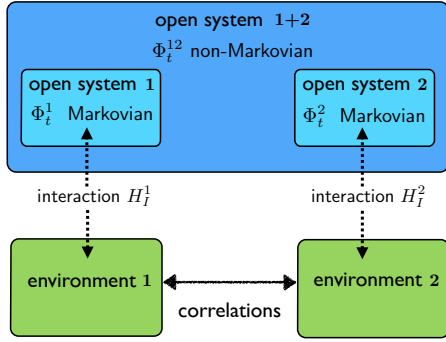 open system 1+2
Φ_t^{12} non-Markovian
open system 1
Φ_t^1 Markovian
open system 2
Φ_t^2 Markovian
interaction H_I^1
interaction H_I^2
environment 1
environment 2
correlations